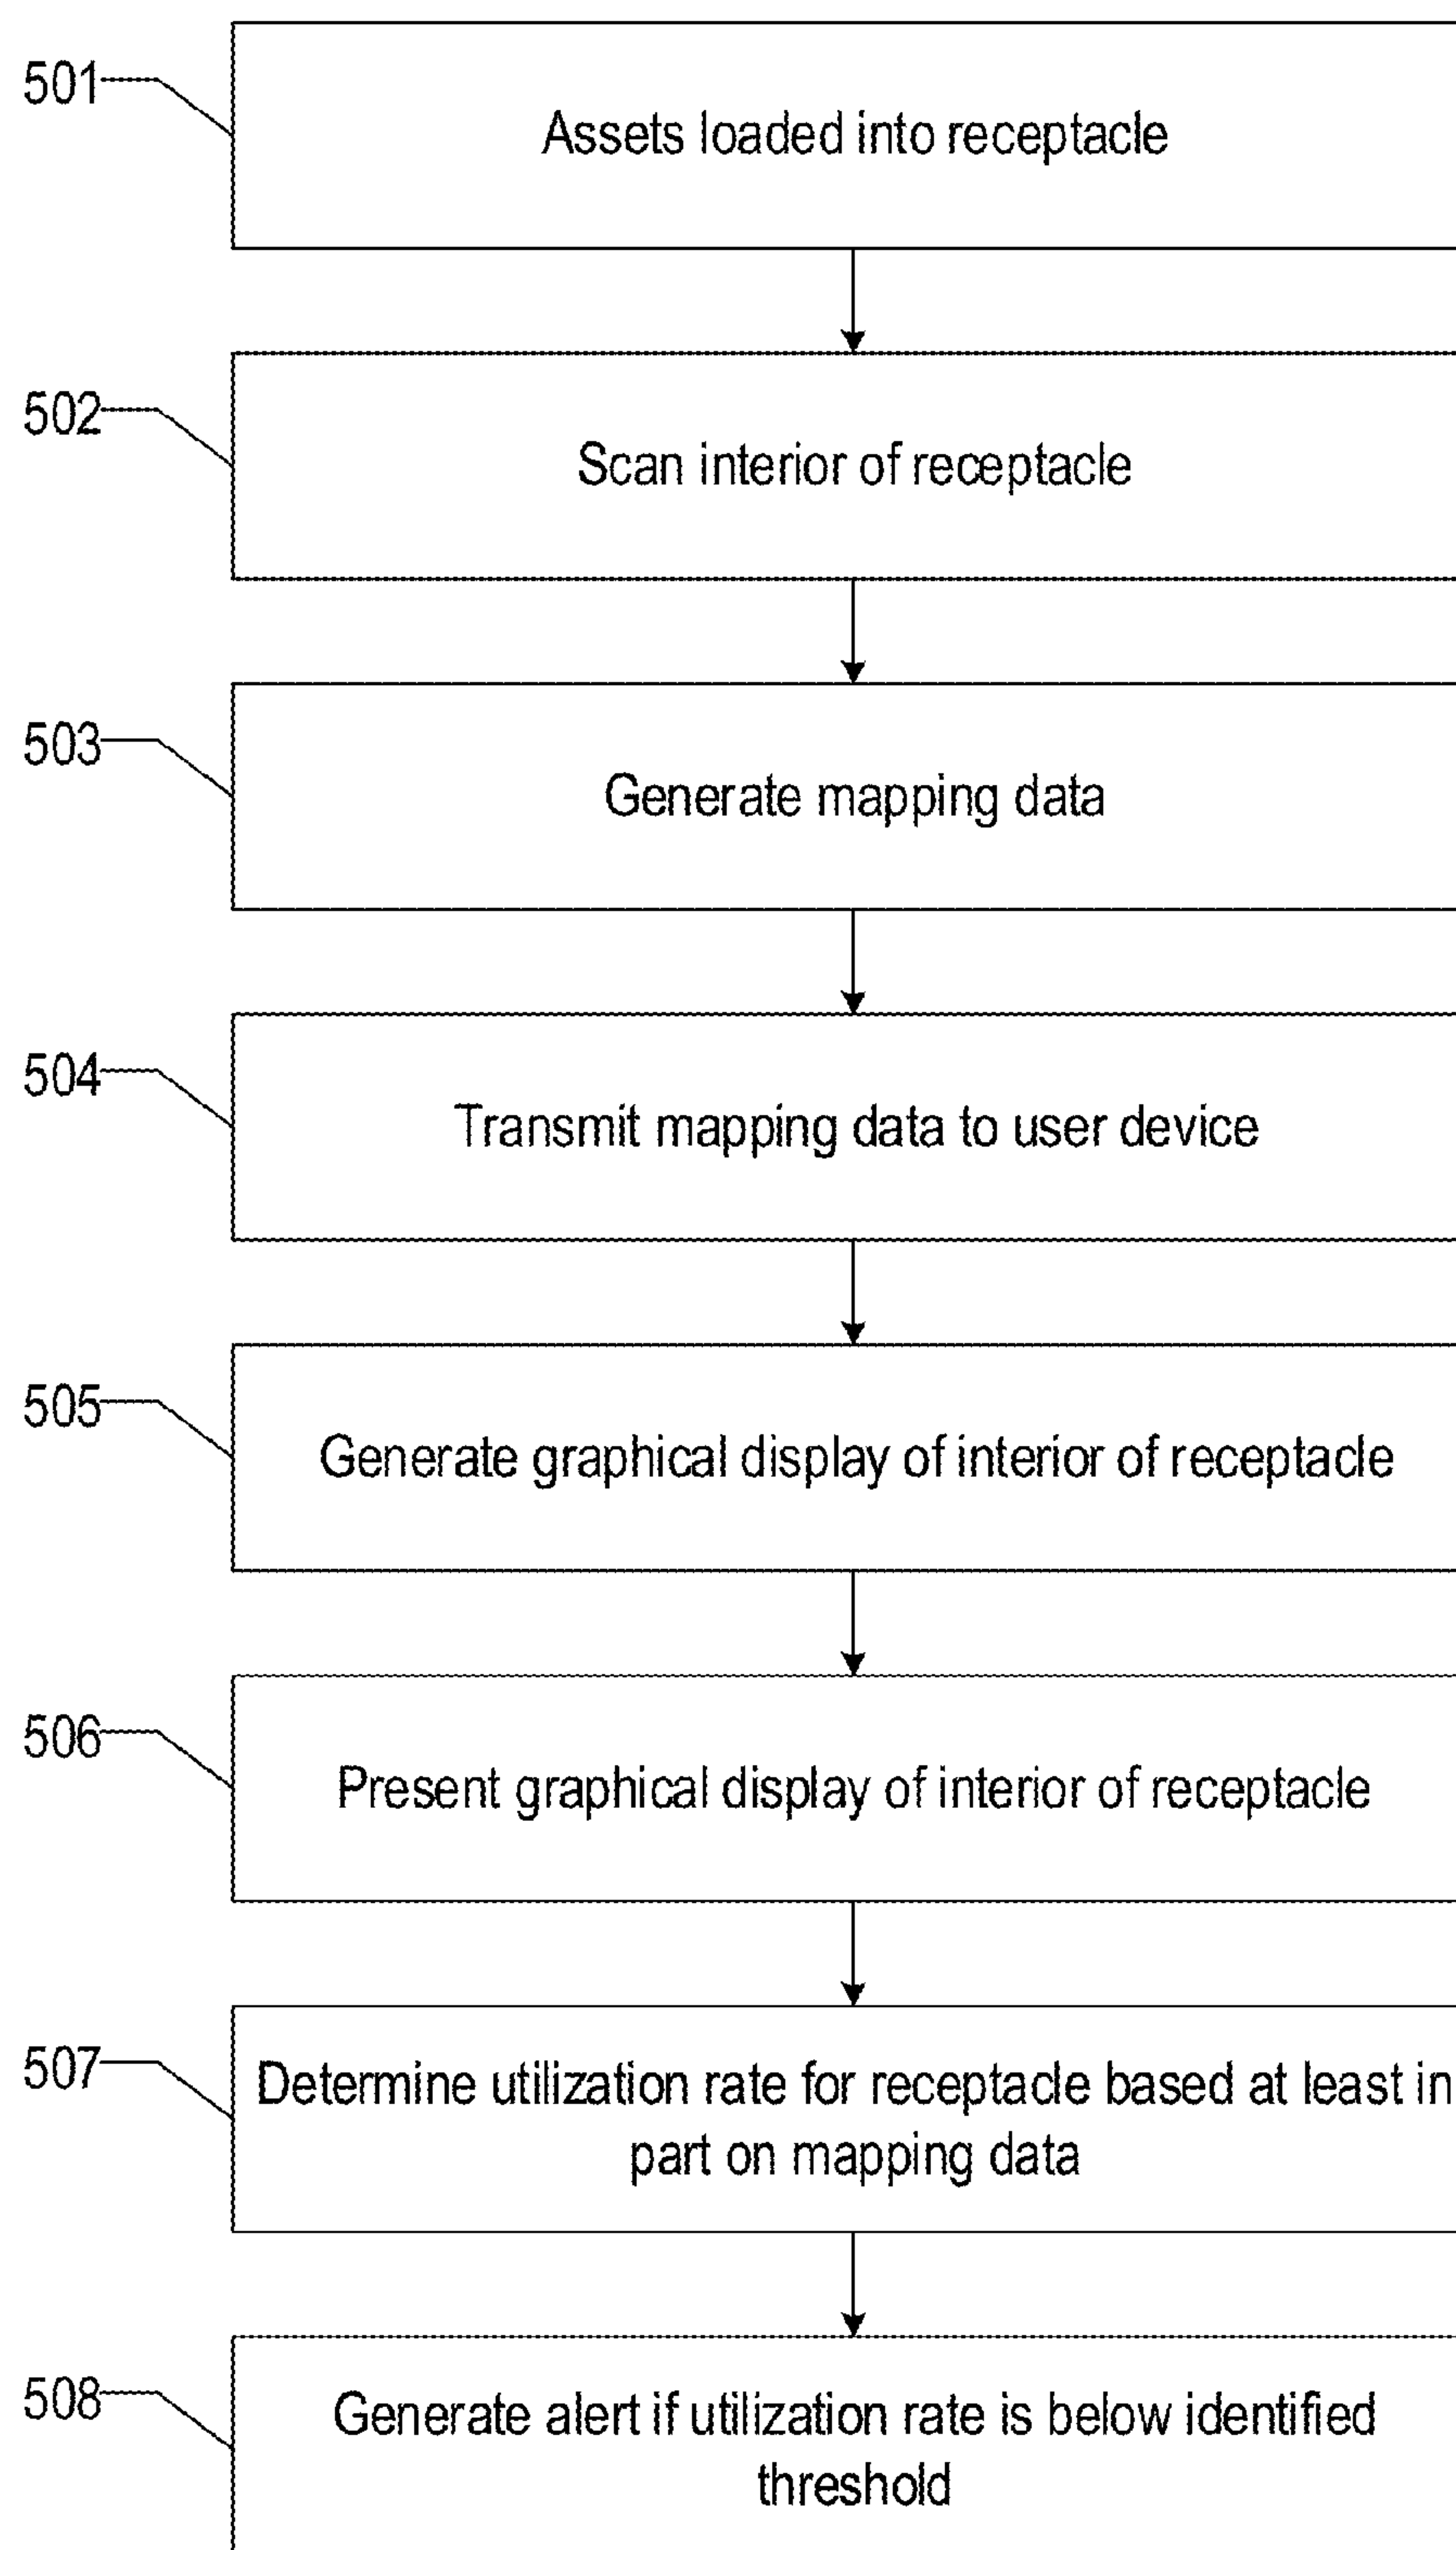 501
Assets loaded into receptacle
502
Scan interior of receptacle
503
Generate mapping data
504
Transmit mapping data to user device
505
Generate graphical display of interior of receptacle
506
Present graphical display of interior of receptacle
507
Determine utilization rate for receptacle based at least in
part on mapping data
508
Generate alert if utilization rate is below identified
threshold